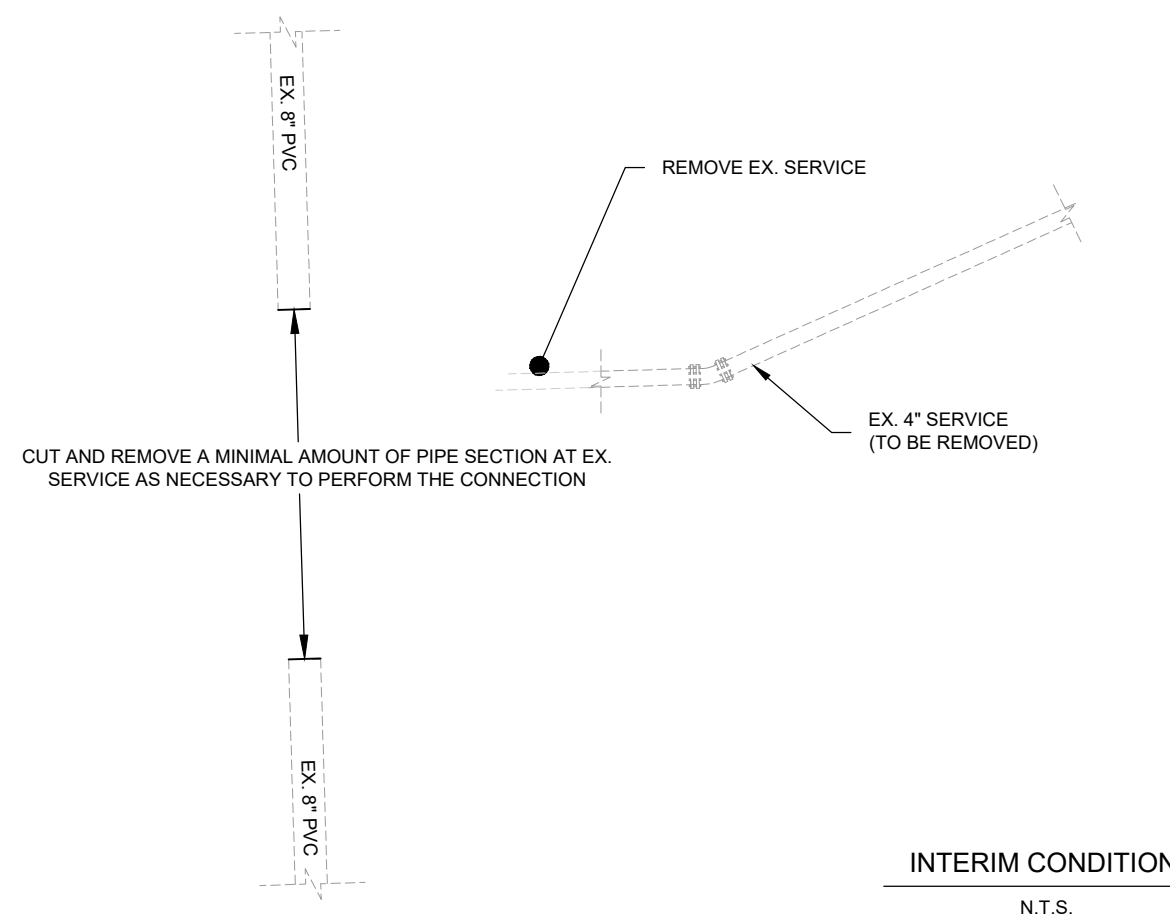 EX. 8" PVC
REMOVE EX. SERVICE
EX. 4" SERVICE
(TO BE REMOVED)
CUT AND REMOVE A MINIMAL AMOUNT OF PIPE SECTION AT EX.
SERVICE AS NECESSARY TO PERFORM THE CONNECTION
EX. 8" PVC
INTERIM CONDITION
N.T.S.